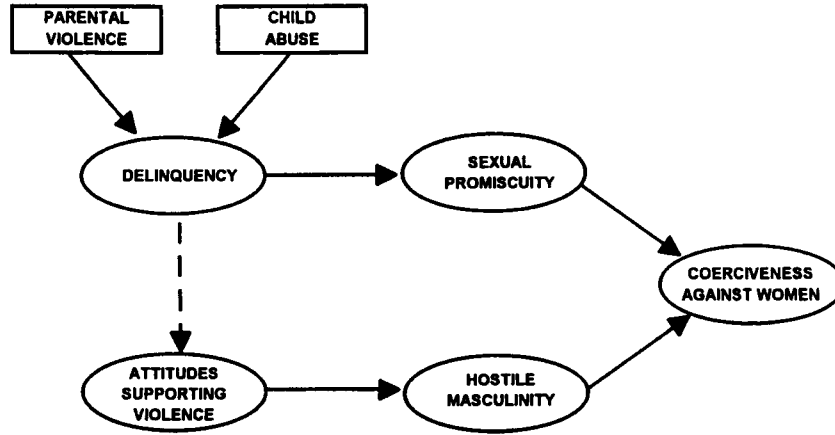 PARENTAL
VIOLENCE
CHILD
ABUSE
DELINQUENCY
SEXUAL
PROMISCUITY
COERCIVENESS
AGAINST WOMEN
ATTITUDES
SUPPORTING
VIOLENCE
HOSTILE
MASCULINITY